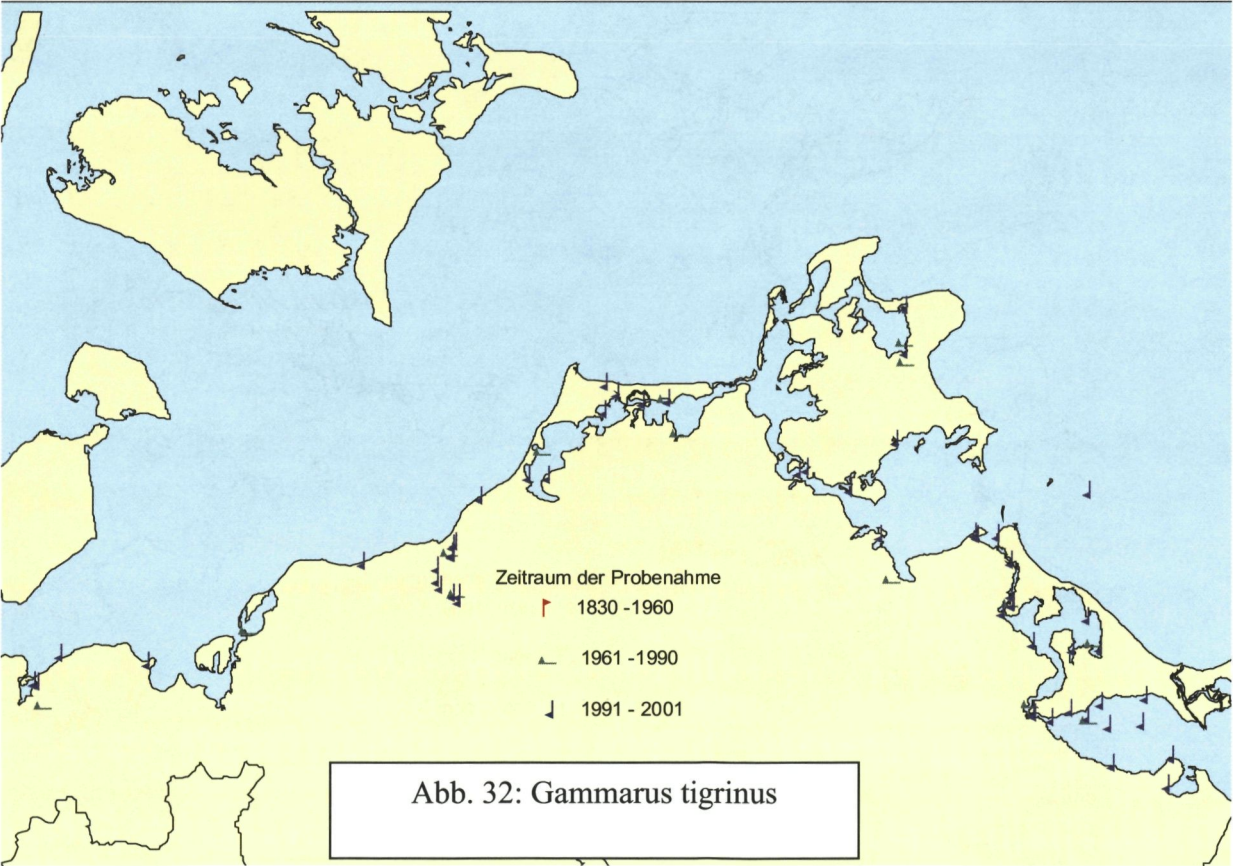 Zeitraum der Probenahme
1830 -1960
1961 -1990
1991 - 2001
Abb. 32: Gammarus tigrinus